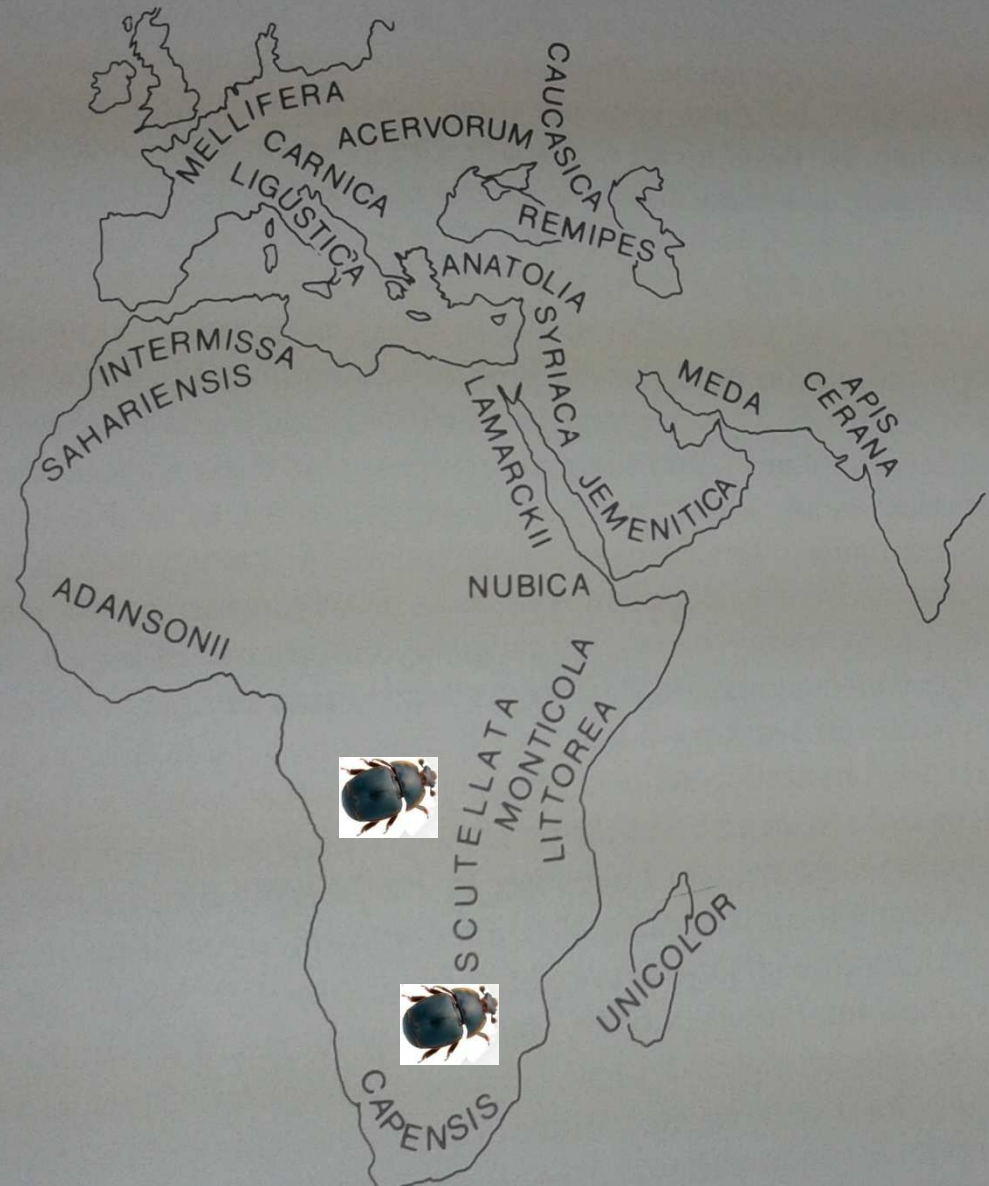 MELLIFERA
CAUCASICA
ACERVORUM
CARNICA
LIGUSTICA
REMIPES
ANATOLIA
SYRIACA
INTERMISSA
SAHARIENSIS
LAMARCKII
MEDA
APIS
CERANA
JEMENITICA
NUBICA
ADANSONII
SCUTELLATA
MONTICOLA
LITTOREA
UNICOLOR
CAPENSIS